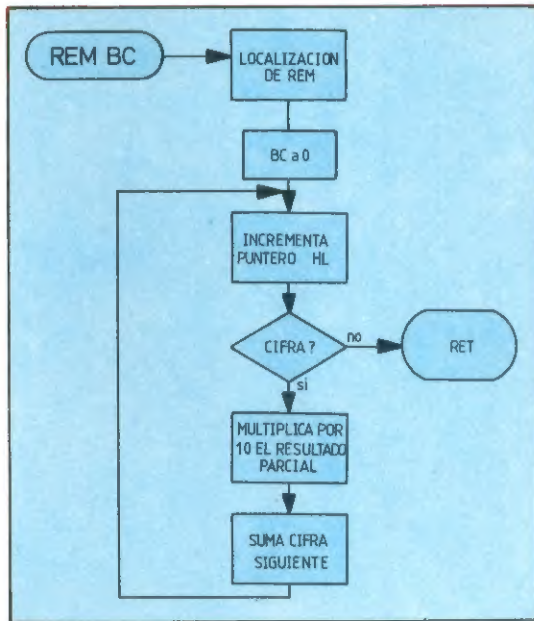 REM BC
LOCALIZACION
DE REM
BC a 0
INCREMENTA
PUNTERO HL
CIFRA?
no
RET
si
MULTIPLICA POR
10 EL RESULTADO
PARCIAL
SUMA CIFRA
SIGUIENTE